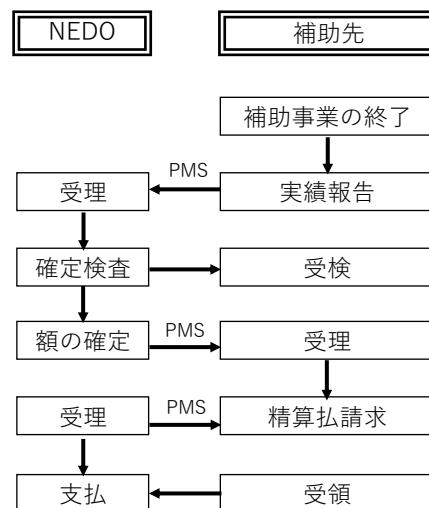 NEDO 補助先
補助事業の終了
受理 PMS 実績報告
確定検査 受検
額の確定 PMS 受理
受理 PMS 精算払請求
支払 受領